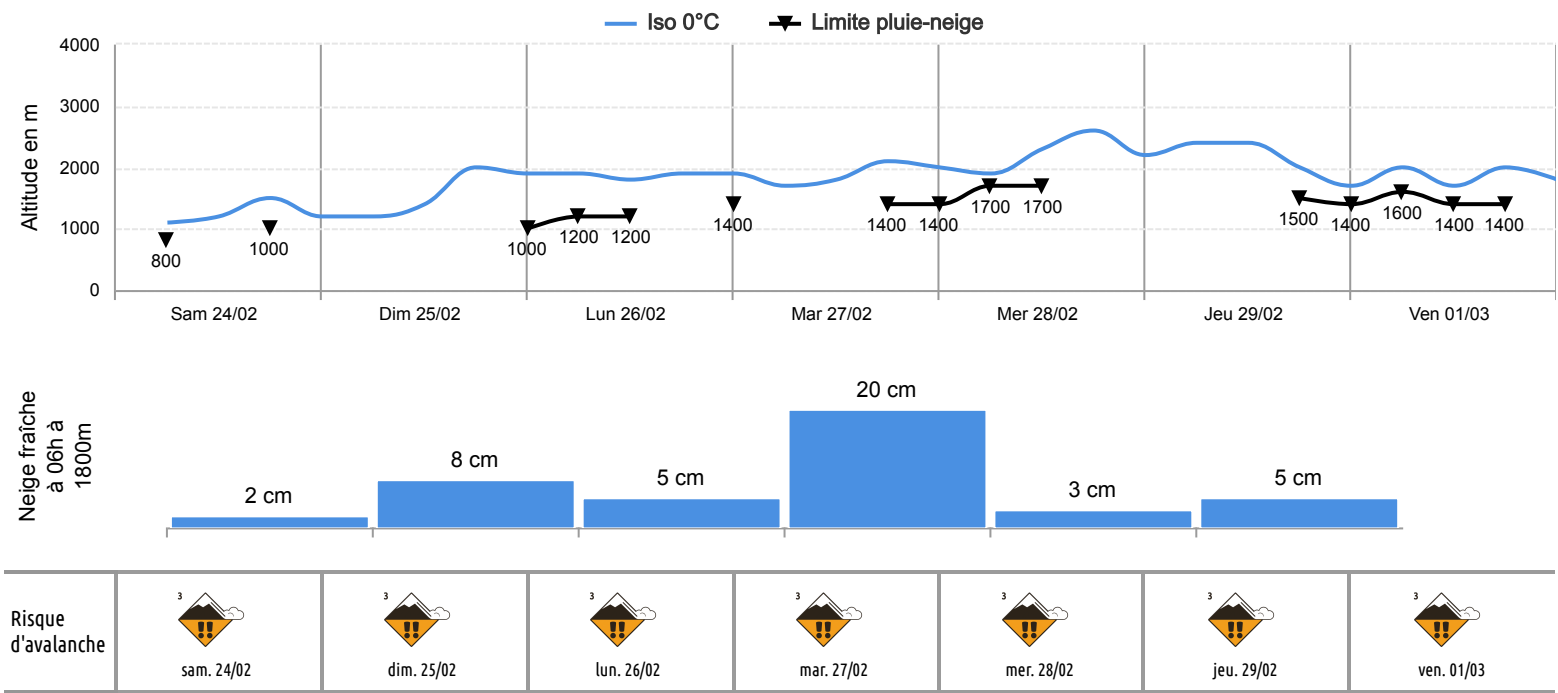 Iso 0°C Limite pluie-neige
4000
3000
2000
1000
0
Altitude en m
800
1000
1000
1200
1200
1400
1400
1400
1700
1700
1500
1400
1600
1400
1400
Sam 24/02 Dim 25/02 Lun 26/02 Mar 27/02 Mer 28/02 Jeu 29/02 Ven 01/03
Neige fraîche
à 06h à
1800m
2 cm
8 cm
5 cm
20 cm
3 cm
5 cm
Risque
d'avalanche
3 3 3 3 3 3 3
!! !! !! !! !! !! !!
sam. 24/02 dim. 25/02 lun. 26/02 mar. 27/02 mer. 28/02 jeu. 29/02 ven. 01/03